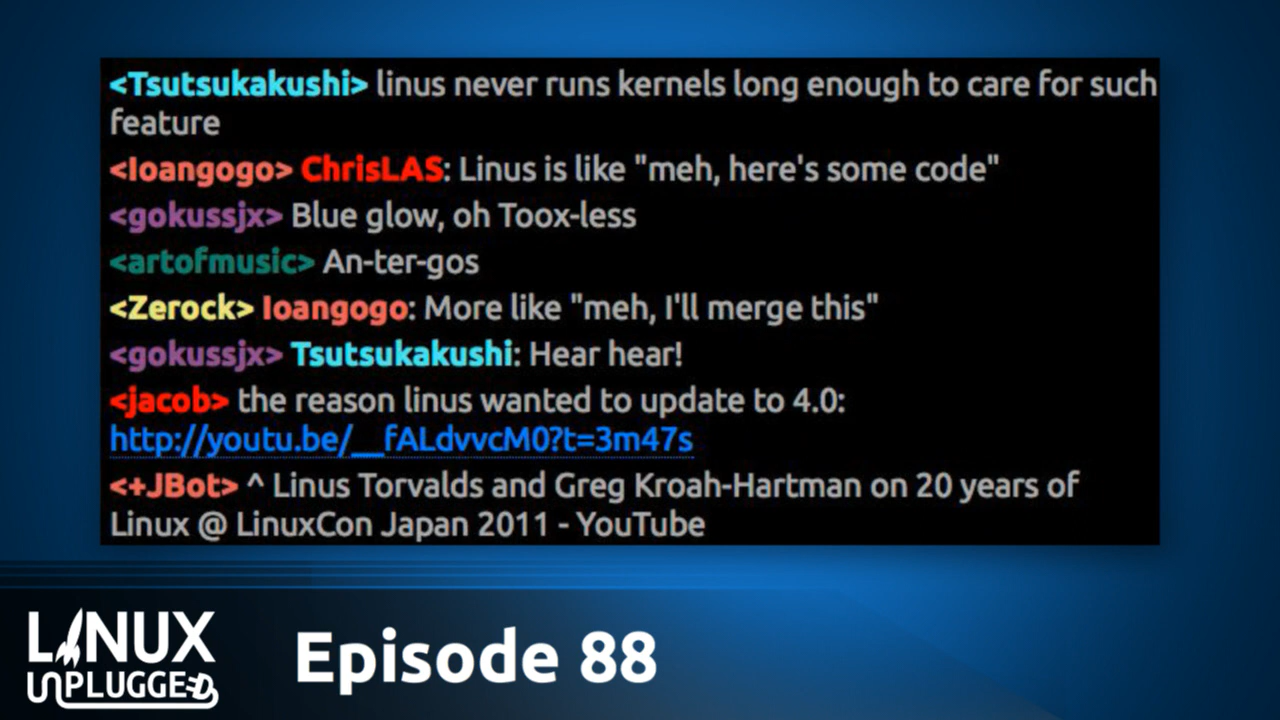 <Tsutsukakushi> linus never runs kernels long enough to care for such
feature
<Ioangogo> ChrisLAS: Linus is like "meh, here's some code"
<gokussjx> Blue glow, oh Toox-less
<artofmusic> An-ter-gos
<Zerock> Ioangogo: More like "meh, I'll merge this"
<gokussjx> Tsutsukakushi: Hear hear!
<jacob> the reason linus wanted to update to 4.0:
http://youtu.be/__fALdvvcM0?t=3m47s
<+JBot> ^ Linus Torvalds and Greg Kroah-Hartman on 20 years of
Linux @ LinuxCon Japan 2011 - YouTube
LINUX
UNPLUGGED
Episode 88